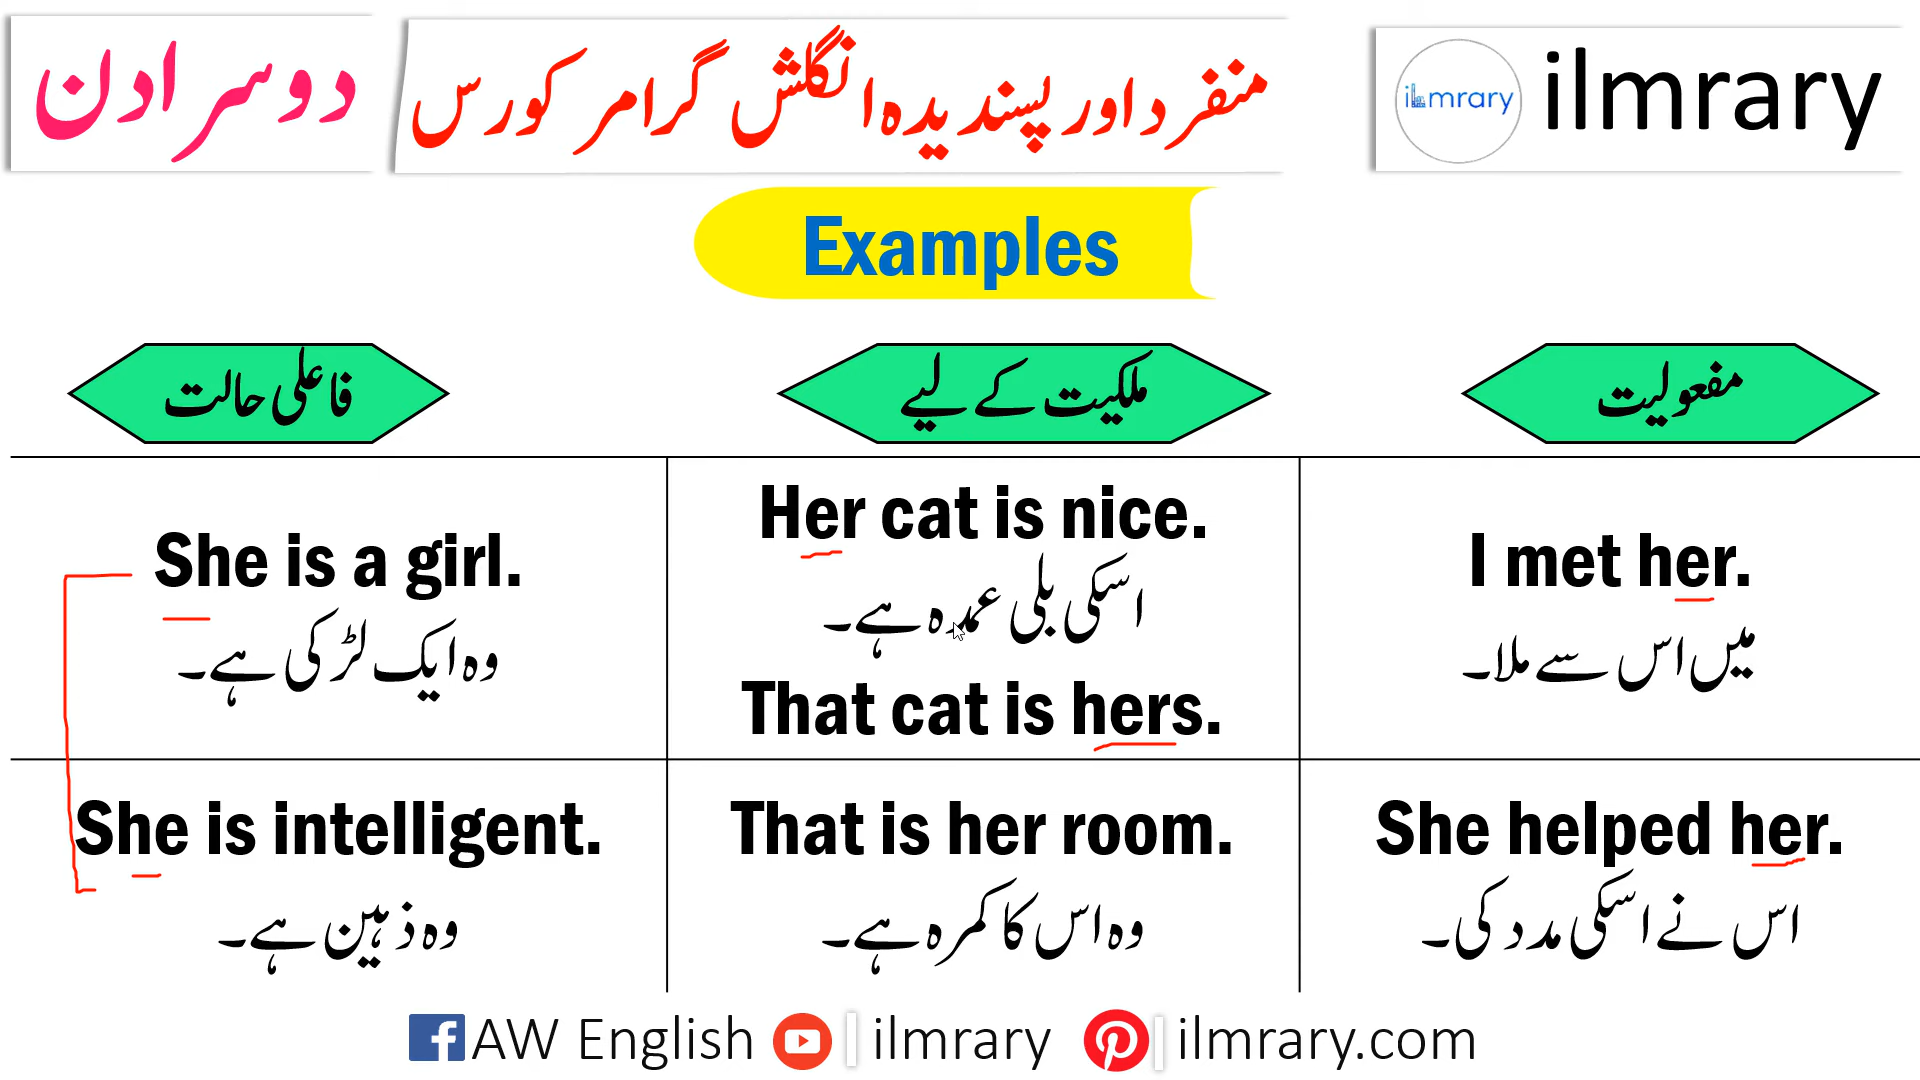 دوسرا دن
منفرد اور پسندیدہ انگلش گرامر کورس
ilmrary
ilmrary
Examples
فاعلی حالت
ملکیت کے لیے
مفعولیت
She is a girl.
وہ ایک لڑکی ہے۔
Her cat is nice.
اسکی بلی عمدہ ہے۔
That cat is hers.
I met her.
میں اس سے ملا۔
She is intelligent.
وہ ذہین ہے۔
That is her room.
وہ اس کا کمرہ ہے۔
She helped her.
اس نے اسکی مدد کی۔
AW English | ilmrary | ilmrary.com